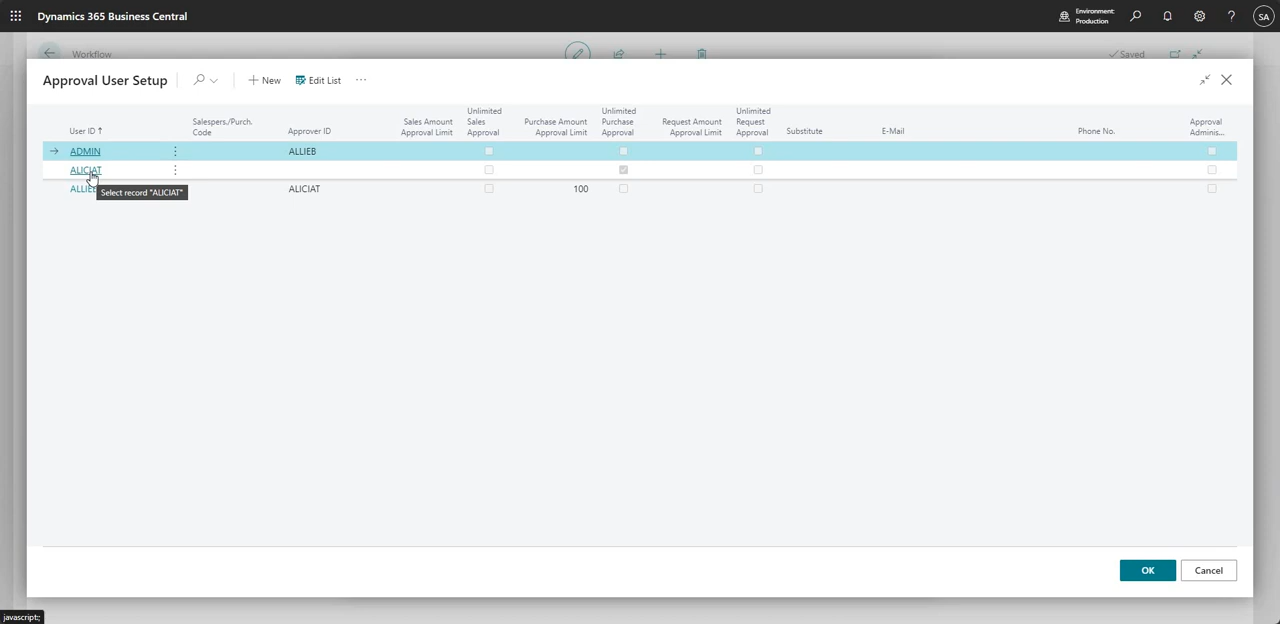 Dynamics 365 Business Central
Environment:
Production
SA
Workflow
Saved
Approval User Setup
New
Edit List
User ID ↑
Salespers./Purch.
Code
Approver ID
Sales Amount
Approval Limit
Unlimited
Sales
Approval
Purchase Amount
Approval Limit
Unlimited
Purchase
Approval
Request Amount
Approval Limit
Unlimited
Request
Approval
Substitute
E-Mail
Phone No.
Approval
Adminis...
ADMIN
ALLIEB
ALICIAT
ALICIAT
100
Select record "ALICIAT"
OK
Cancel
javascript:;